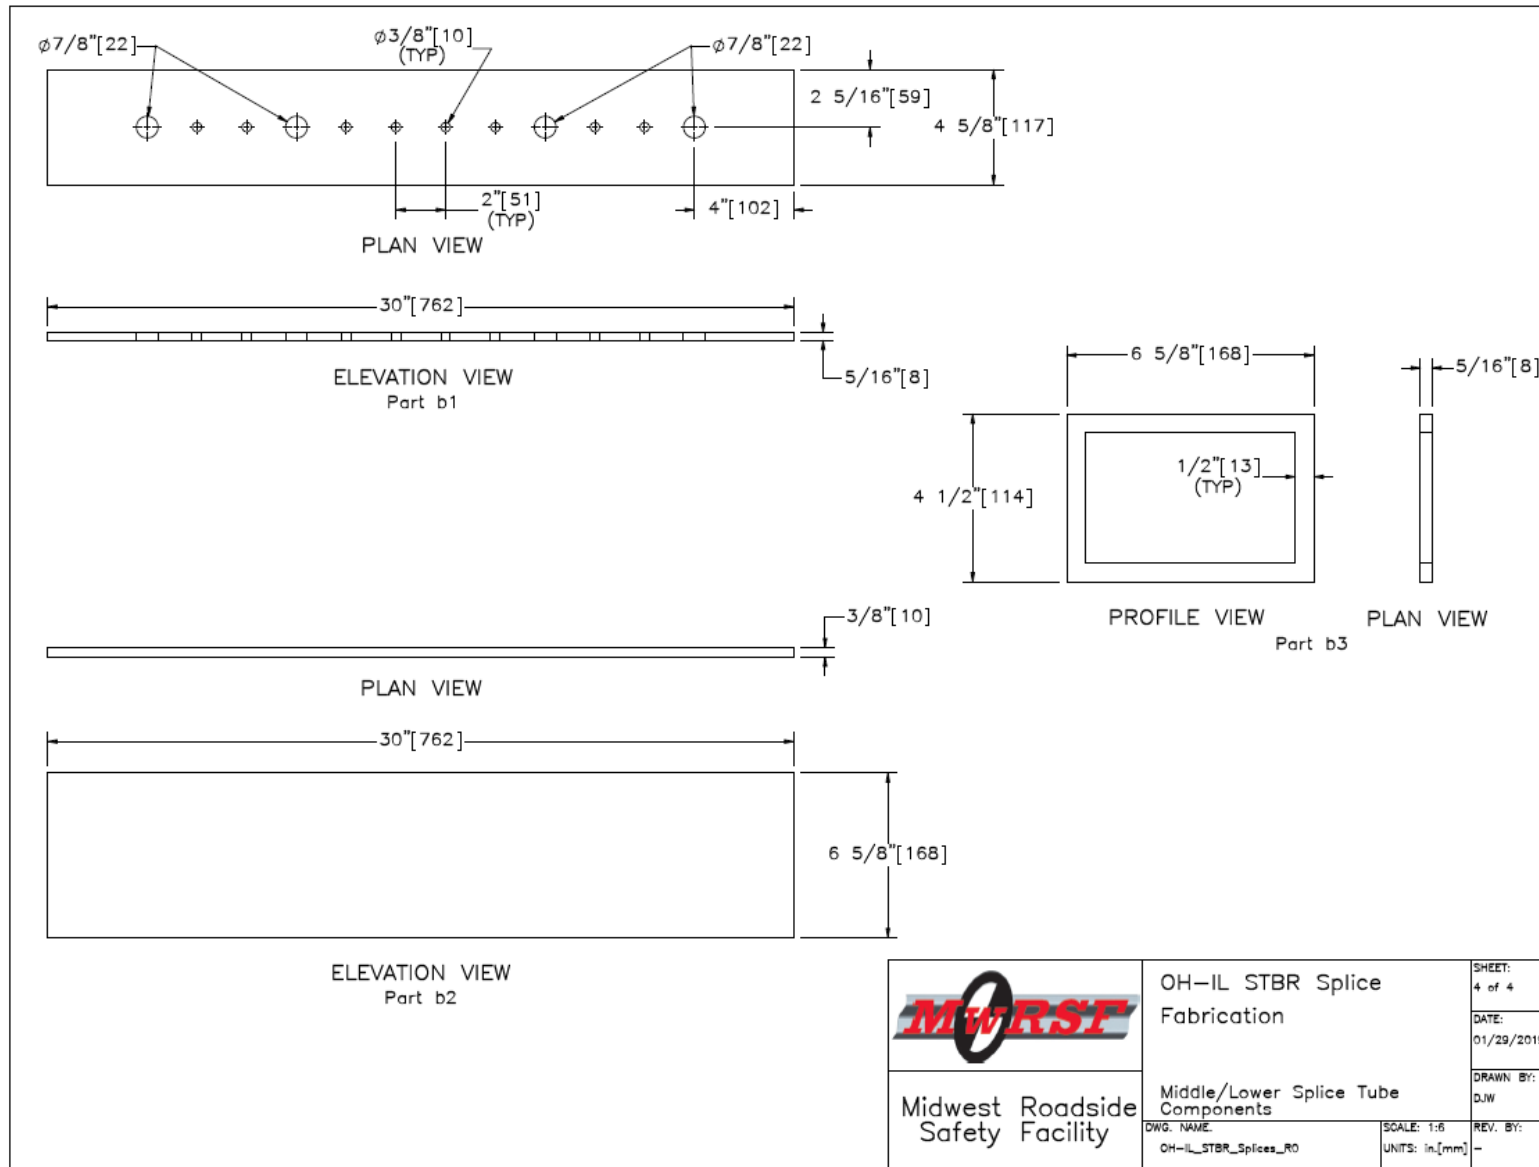 ø7/8"[22]
ø3/8"[10]
(TYP)
ø7/8"[22]
2 5/16"[59]
4 5/8"[117]
2"[51]
(TYP)
4"[102]
PLAN VIEW
30"[762]
5/16"[8]
ELEVATION VIEW
Part b1
6 5/8"[168]
5/16"[8]
4 1/2"[114]
1/2"[13]
(TYP)
PROFILE VIEW
PLAN VIEW
Part b3
3/8"[10]
PLAN VIEW
30"[762]
6 5/8"[168]
ELEVATION VIEW
Part b2
MwRSF
Midwest Roadside
Safety Facility
OH-IL STBR Splice
Fabrication
Middle/Lower Splice Tube
Components
DWG. NAME.
OH-IL_STBR_Splices_R0
SCALE: 1:6
UNITS: in.[mm]
SHEET:
4 of 4
DATE:
DRAWN BY:
DJW
REV. BY:
-